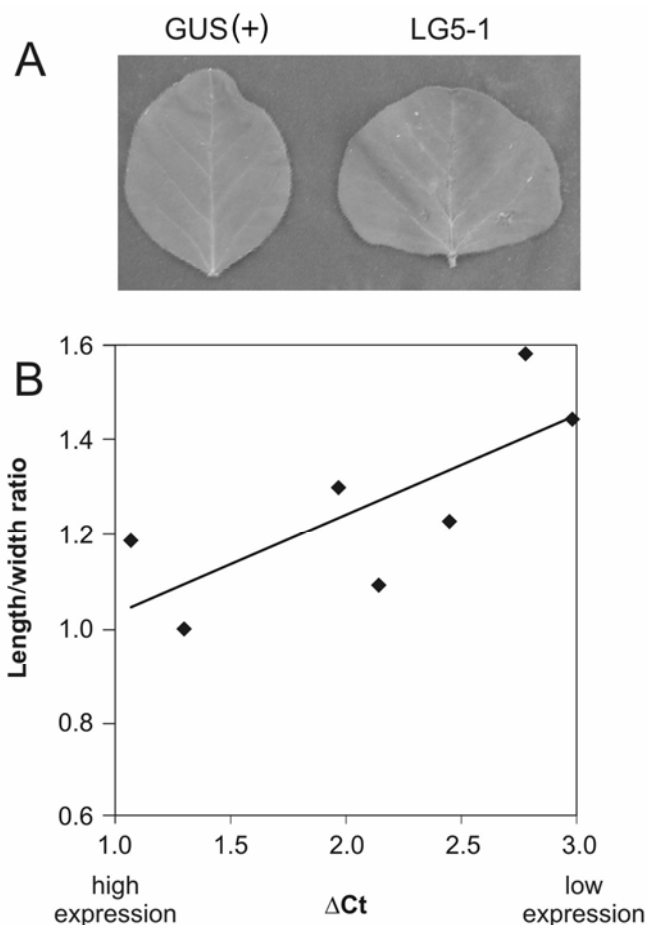 GUS(+) LG5-1
A
B
Length/width ratio
1.6
1.4
1.2
1.0
0.8
0.6
1.0 1.5 2.0 2.5 3.0
high expression
ΔCt
low expression